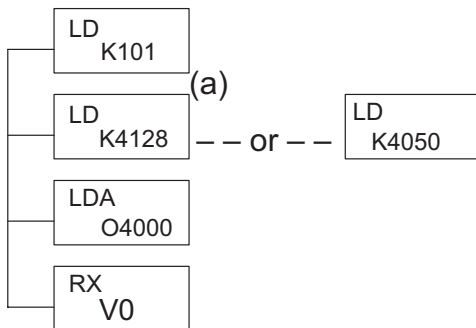 LD
K101
(a)
LD
K4128
– – or – –
LD
K4050
LDA
O4000
RX
V0